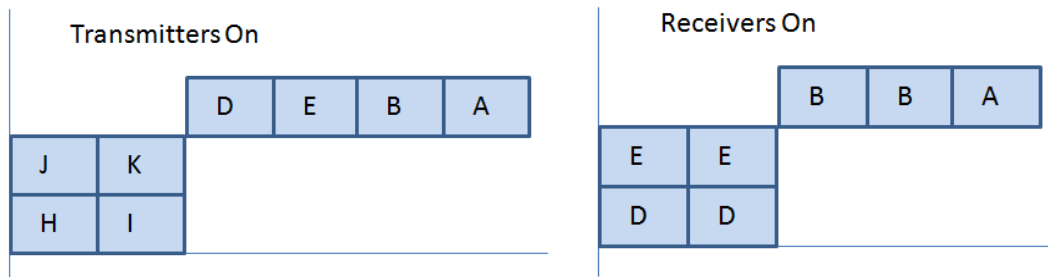 Transmitters On
D E B A
J K
H I
Receivers On
B B A
E E
D D